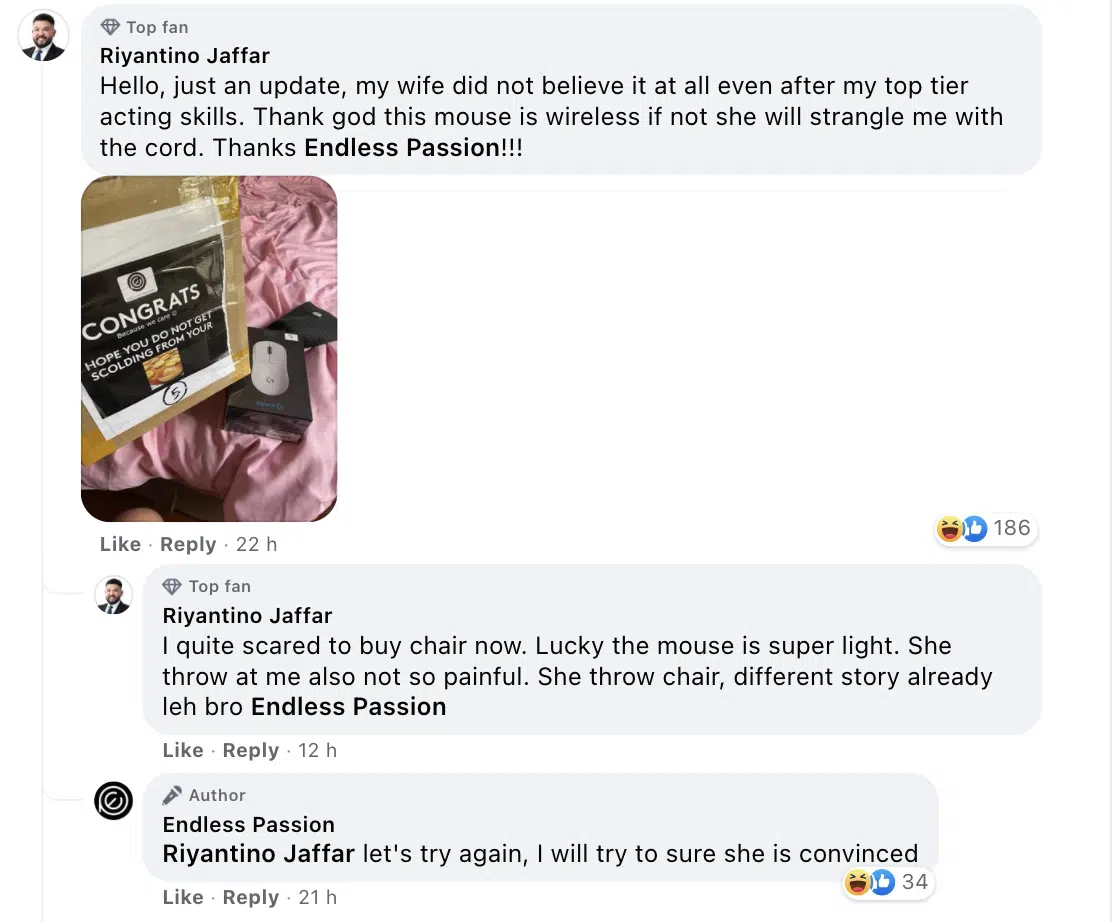 Top fan
Riyantino Jaffar
Hello, just an update, my wife did not believe it at all even after my top tier
acting skills. Thank god this mouse is wireless if not she will strangle me with
the cord. Thanks Endless Passion!!!
CONGRATS
Because we care ☺
HOPE YOU DO NOT GET
SCOLDING FROM YOUR
5
Like · Reply · 22 h
186
Top fan
Riyantino Jaffar
I quite scared to buy chair now. Lucky the mouse is super light. She
throw at me also not so painful. She throw chair, different story already
leh bro Endless Passion
Like · Reply · 12 h
Author
Endless Passion
Riyantino Jaffar let's try again, I will try to sure she is convinced
34
Like · Reply · 21 h